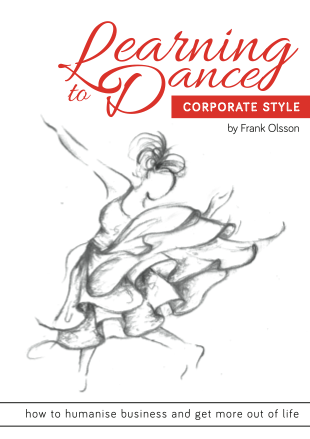 Learning
to Dance
CORPORATE STYLE
by Frank Olsson
how to humanise business and get more out of life